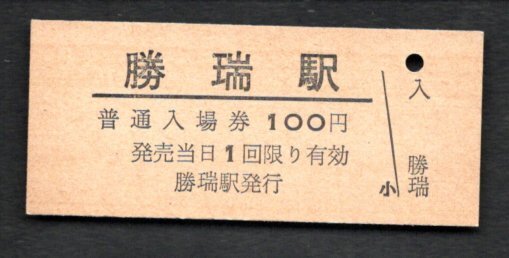 勝瑞駅
普通入場券 100円
発売当日1回限り有効
勝瑞駅発行
入
勝瑞
小